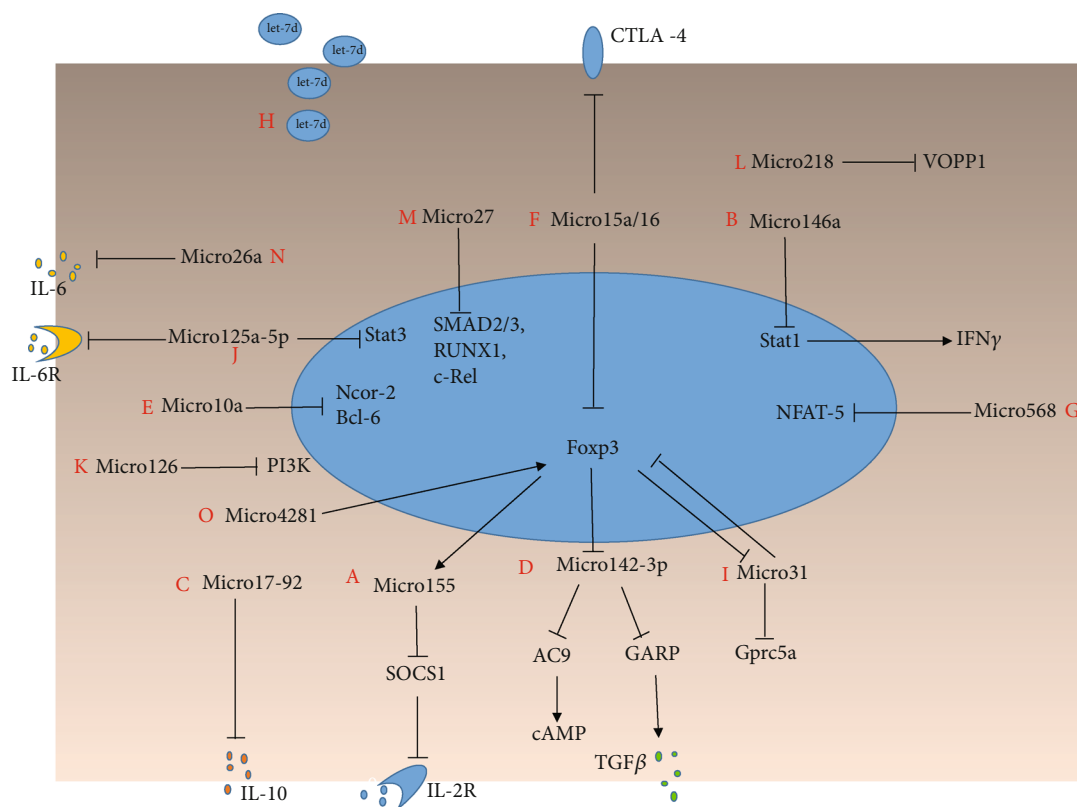 let-7d
let-7d
let-7d
H let-7d
CTLA -4
L Micro218 VOPP1
M Micro27
F Micro15a/16
B Micro146a
Micro26a N
IL-6
Micro125a-5p
J
IL-6R
Stat3
SMAD2/3,
RUNX1,
c-Rel
Stat1 IFNγ
E Micro10a
Ncor-2
Bcl-6
NFAT-5 Micro568 G
Foxp3
K Micro126 PI3K
O Micro4281
C Micro17-92
A Micro155
D Micro142-3p
I Micro31
SOCS1
AC9
GARP
Gprc5a
cAMP
TGFβ
IL-10
IL-2R